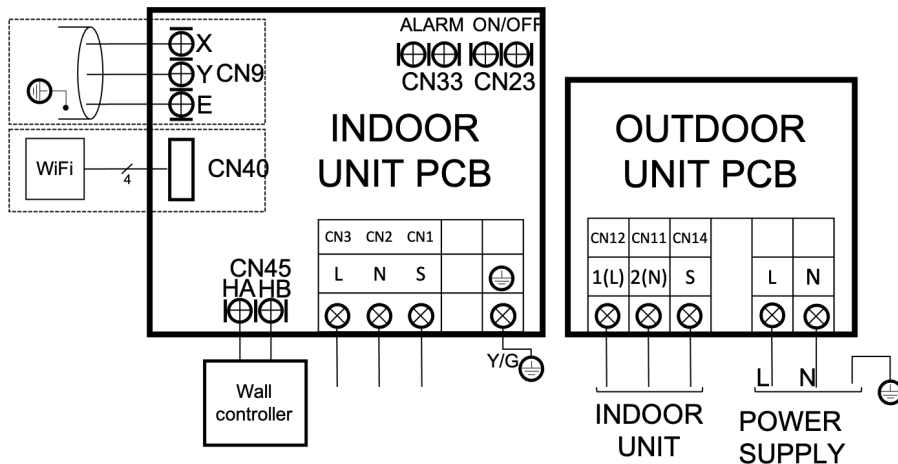 ALARM ON/OFF
CN33 CN23
X
Y CN9
E
WiFi
4
CN40
INDOOR
UNIT PCB
CN3 CN2 CN1
L N S
CN45
HA HB
Y/G
Wall
controller
OUTDOOR
UNIT PCB
CN12 CN11 CN14
1(L) 2(N) S L N
L N
INDOOR
UNIT
POWER
SUPPLY